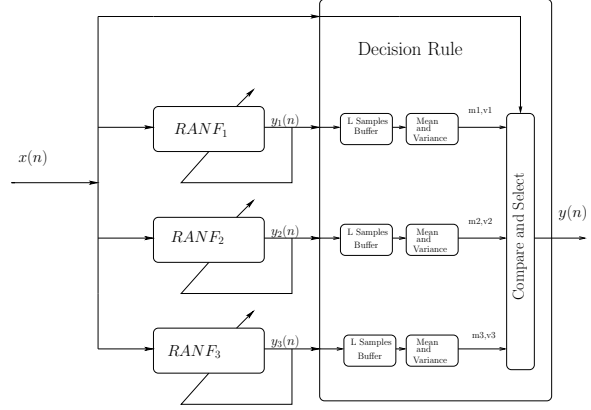 Decision Rule
x(n)
RANF1
y1(n)
L Samples
Buffer
Mean
and
Variance
m1,v1
RANF2
y2(n)
L Samples
Buffer
Mean
and
Variance
m2,v2
RANF3
y3(n)
L Samples
Buffer
Mean
and
Variance
m3,v3
Compare and Select
y(n)